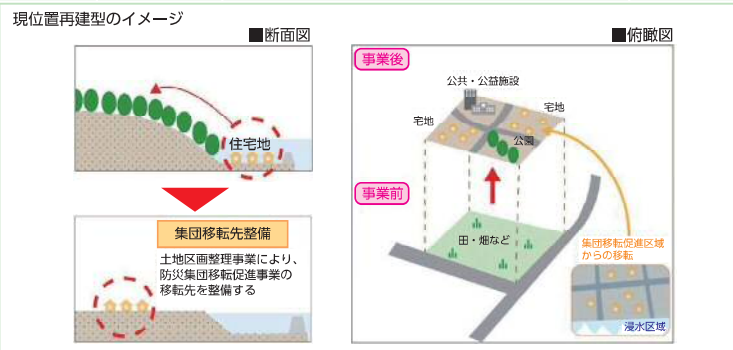 現位置再建型のイメージ
■断面図
住宅地
集団移転先整備
土地区画整理事業により、
防災集団移転促進事業の
移転先を整備する
■俯瞰図
事業後
公共・公益施設
宅地
宅地
公園
事業前
田・畑など
集団移転促進区域
からの移転
浸水区域